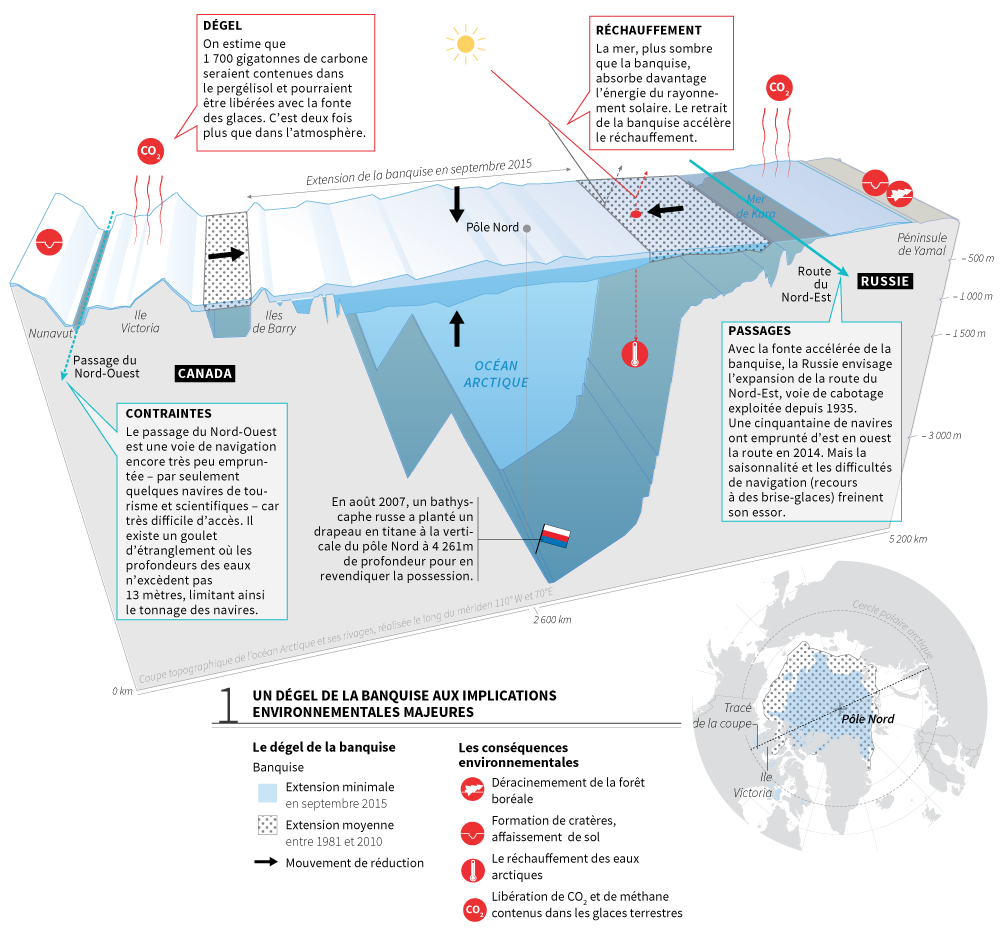 DÉGEL
On estime que
1 700 gigatonnes de carbone
seraient contenues dans
le pergélisol et pourraient
être libérées avec la fonte
des glaces. C'est deux fois
plus que dans l'atmosphère.
RÉCHAUFFEMENT
La mer, plus sombre
que la banquise,
absorbe davantage
l'énergie du rayonne-
ment solaire. Le retrait
de la banquise accélère
le réchauffement.
CO2
CO2
Extension de la banquise en septembre 2015
Pôle Nord
Mer
de Kara
Péninsule
de Yamal
Route
du
Nord-Est
RUSSIE
– 500 m
– 1 000 m
– 1 500 m
– 3 000 m
Nunavut
Ile
Victoria
Iles
de Barry
Passage du
Nord-Ouest
CANADA
OCÉAN
ARCTIQUE
PASSAGES
Avec la fonte accélérée de la
banquise, la Russie envisage
l'expansion de la route du
Nord-Est, voie de cabotage
exploitée depuis 1935.
Une cinquantaine de navires
ont emprunté d'est en ouest
la route en 2014. Mais la
saisonnalité et les difficultés
de navigation (recours
à des brise-glaces) freinent
son essor.
CONTRAINTES
Le passage du Nord-Ouest
est une voie de navigation
encore très peu emprun-
tée – par seulement
quelques navires de tou-
risme et scientifiques – car
très difficile d'accès. Il
existe un goulet
d'étranglement où les
profondeurs des eaux
n'excèdent pas
13 mètres, limitant ainsi
le tonnage des navires.
En août 2007, un bathys-
caphe russe a planté un
drapeau en titane à la verti-
cale du pôle Nord à 4 261m
de profondeur pour en
revendiquer la possession.
5 200 km
2 600 km
0 km
Coupe topographique de l'océan Arctique et ses rivages, réalisée le long du méridien 110° W et 70°E
Cercle polaire arctique
Tracé
de la coupe
Pôle Nord
Ile
Victoria
1
UN DÉGEL DE LA BANQUISE AUX IMPLICATIONS
ENVIRONNEMENTALES MAJEURES
Le dégel de la banquise
Banquise
Extension minimale
en septembre 2015
Extension moyenne
entre 1981 et 2010
Mouvement de réduction
Les conséquences
environnementales
Déracinement de la forêt
boréale
Formation de cratères,
affaissement de sol
Le réchauffement des eaux
arctiques
CO2
Libération de CO2 et de méthane
contenus dans les glaces terrestres